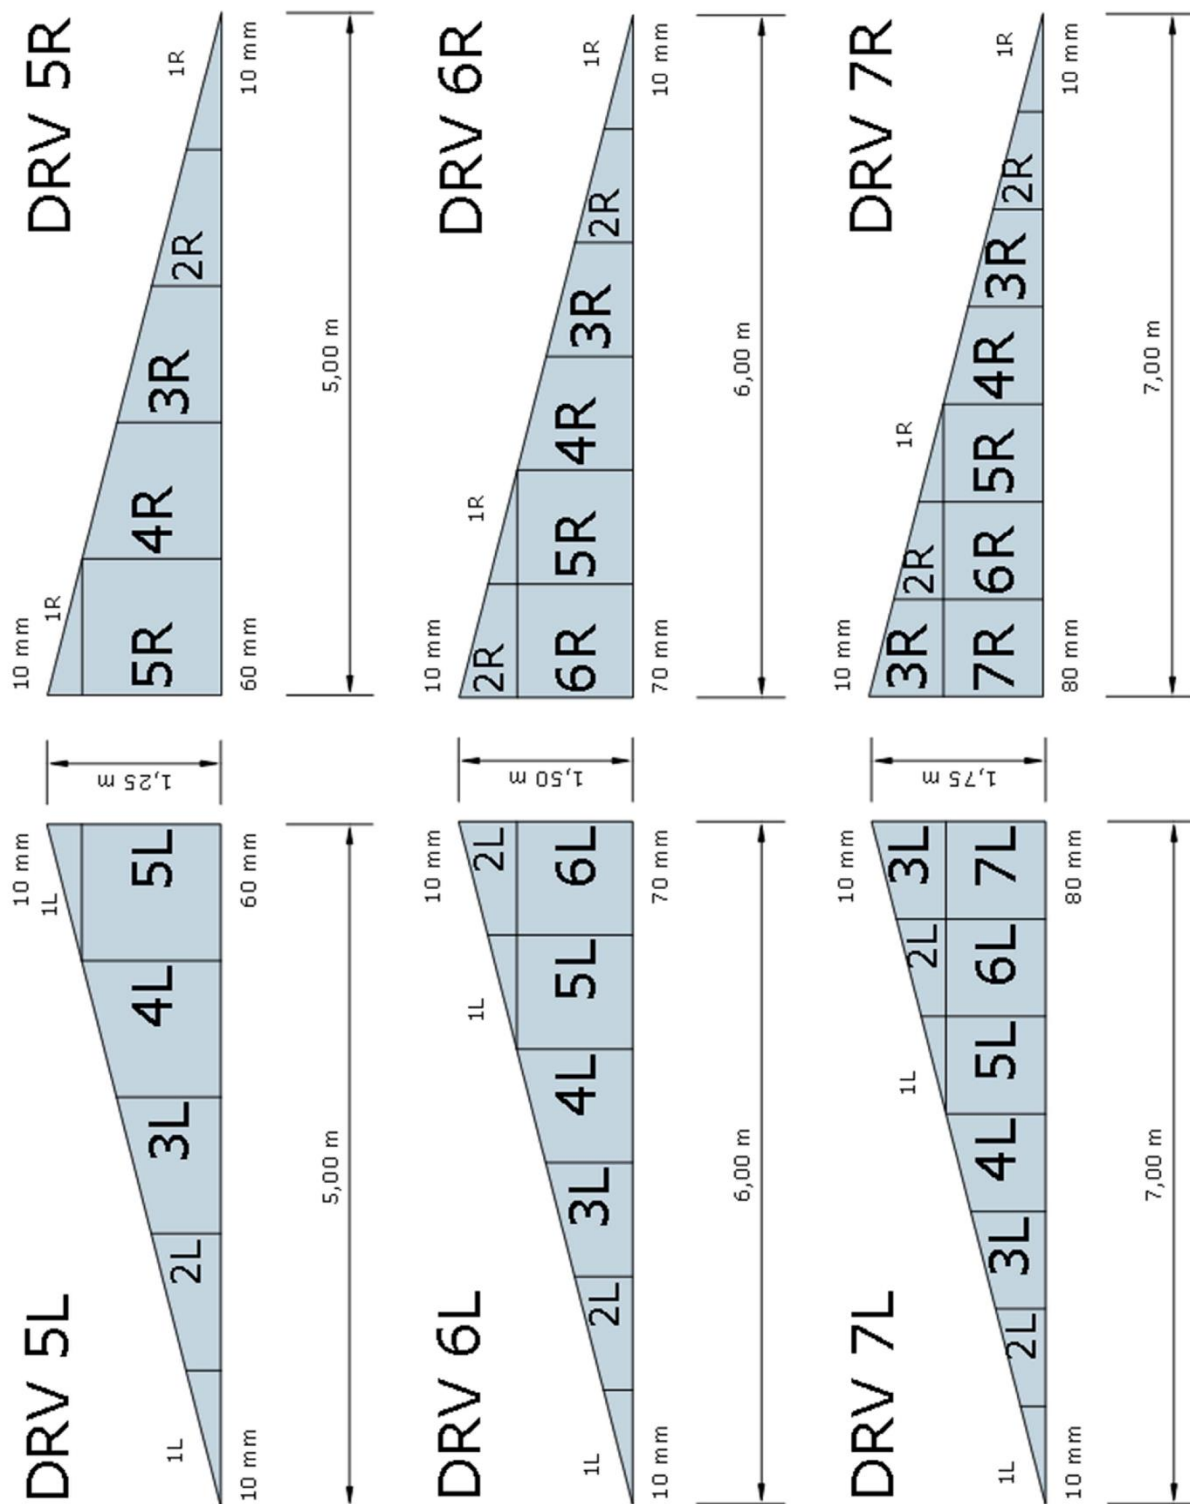 DRV 5L
1L
2L
3L
4L
5L
1L
10 mm
10 mm
60 mm
5,00 m
1,25 m
DRV 5R
10 mm
1R
5R
4R
3R
2R
1R
60 mm
10 mm
5,00 m
DRV 6L
1L
2L
3L
4L
5L
6L
1L
2L
10 mm
10 mm
70 mm
6,00 m
1,50 m
DRV 6R
10 mm
2R
1R
6R
5R
4R
3R
2R
1R
70 mm
10 mm
6,00 m
DRV 7L
1L
2L
3L
4L
5L
6L
7L
1L
2L
3L
10 mm
10 mm
80 mm
7,00 m
1,75 m
DRV 7R
10 mm
3R
2R
1R
7R
6R
5R
4R
3R
2R
1R
80 mm
10 mm
7,00 m